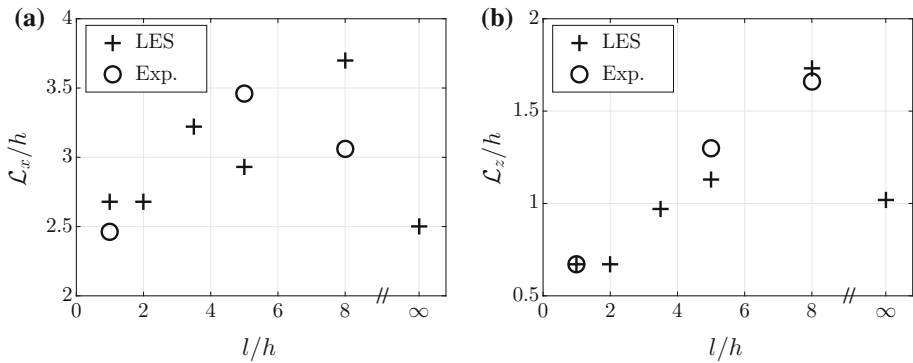 (a)
4
3.5
3
2.5
2
ℒx/h
LES
Exp.
0 2 4 6 8 ∞
l/h
(b)
2
1.5
1
0.5
ℒz/h
LES
Exp.
0 2 4 6 8 ∞
l/h